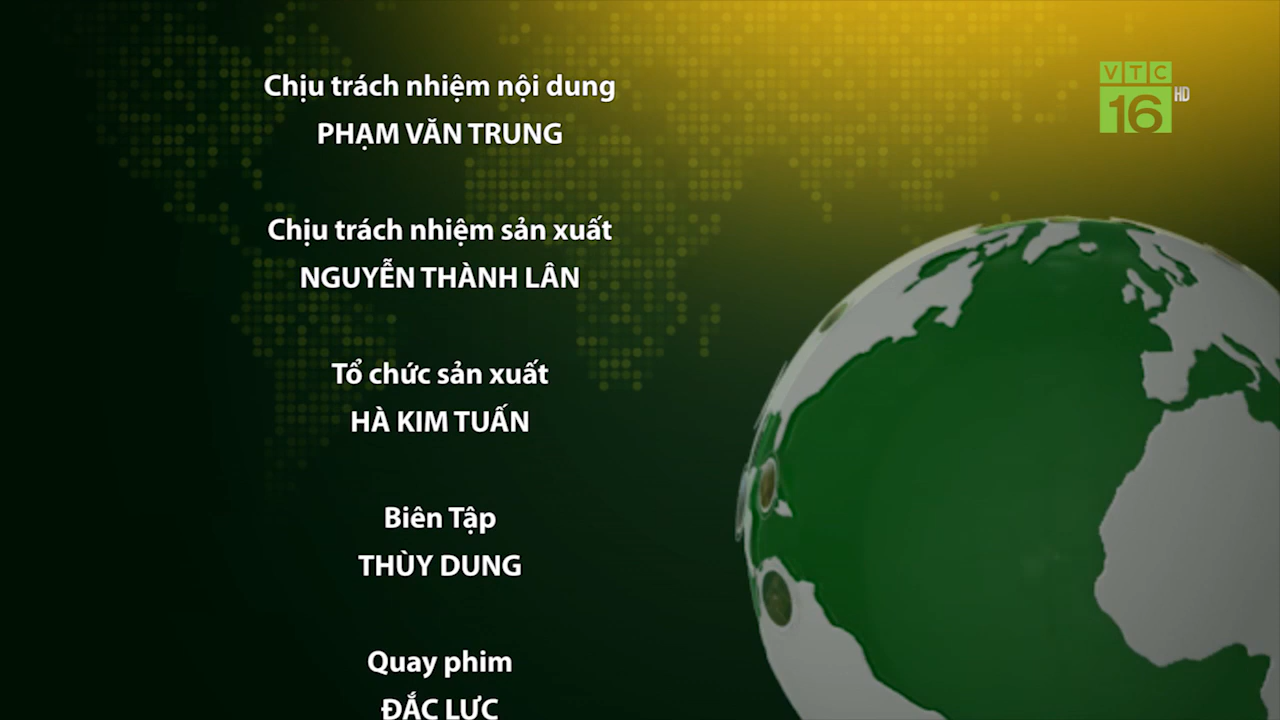 Chịu trách nhiệm nội dung
PHẠM VĂN TRUNG
VTC
16
HD
Chịu trách nhiệm sản xuất
NGUYỄN THÀNH LÂN
Tổ chức sản xuất
HÀ KIM TUẤN
Biên Tập
THÙY DUNG
Quay phim
ĐẮC LỰC